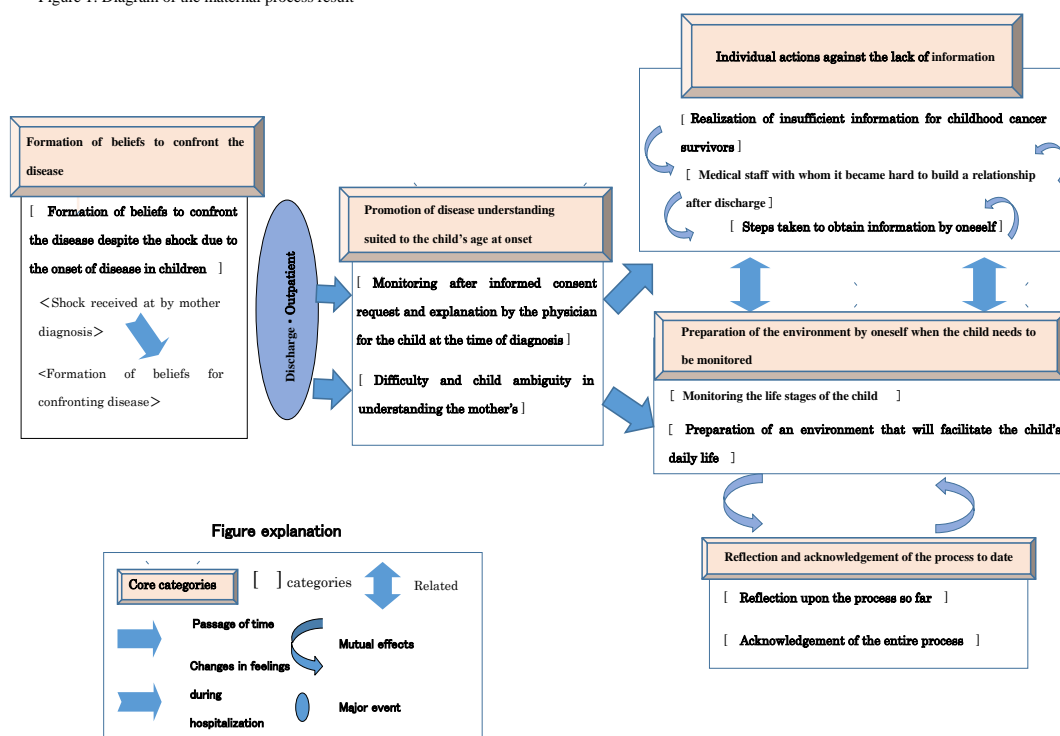 Figure 1. Diagram of the maternal process result
Formation of beliefs to confront the
disease
[ Formation of beliefs to confront
the disease despite the shock due to
the onset of disease in children ]
<Shock received at by mother
diagnosis>
<Formation of beliefs for
confronting disease>
Discharge・Outpatient
Promotion of disease understanding
suited to the child's age at onset
[ Monitoring after informed consent
request and explanation by the physician
for the child at the time of diagnosis ]
[ Difficulty and child ambiguity in
understanding the mother's ]
Individual actions against the lack of information
[ Realization of insufficient information for childhood cancer
survivors ]
[ Medical staff with whom it became hard to build a relationship
after discharge ]
[ Steps taken to obtain information by oneself ]
Preparation of the environment by oneself when the child needs to
be monitored
[ Monitoring the life stages of the child ]
[ Preparation of an environment that will facilitate the child's
daily life ]
Reflection and acknowledgement of the process to date
[ Reflection upon the process so far ]
[ Acknowledgement of the entire process ]
Figure explanation
Core categories
[ ] categories
Related
Passage of time
Mutual effects
Changes in feelings
during
hospitalization
Major event